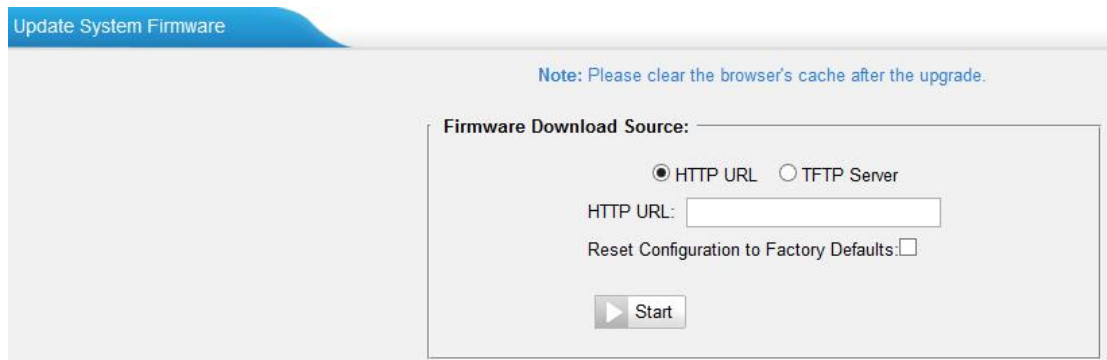 Update System Firmware
Note: Please clear the browser's cache after the upgrade.
Firmware Download Source:
HTTP URL TFTP Server
HTTP URL:
Reset Configuration to Factory Defaults:
Start